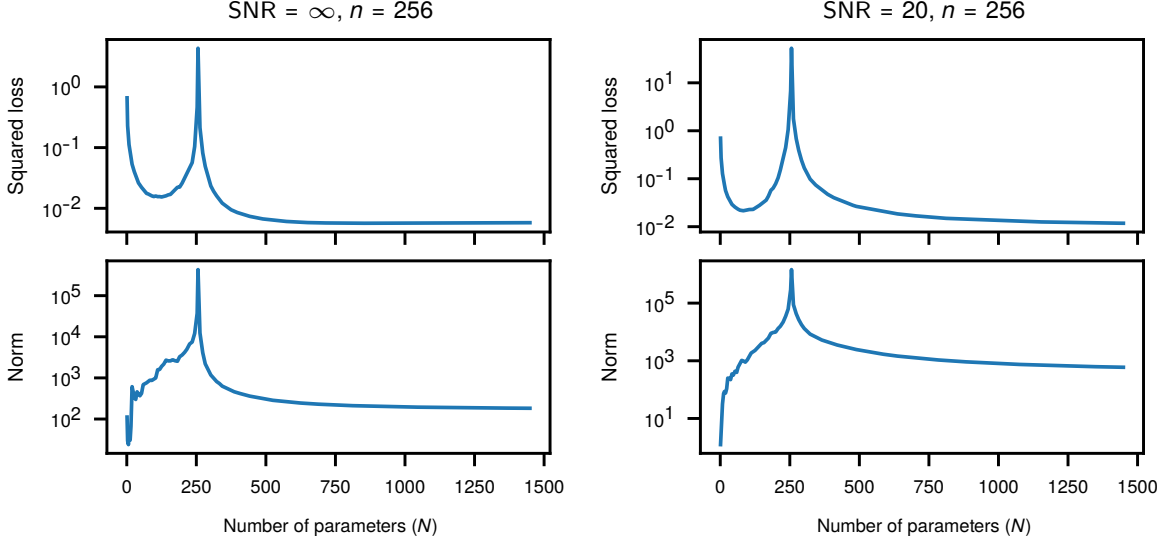 SNR = ∞, n = 256
SNR = 20, n = 256
Squared loss
10^0
10^-1
10^-2
Squared loss
10^1
10^0
10^-1
10^-2
Norm
10^5
10^4
10^3
10^2
Norm
10^5
10^3
10^1
0 250 500 750 1000 1250 1500
0 250 500 750 1000 1250 1500
Number of parameters (N)
Number of parameters (N)